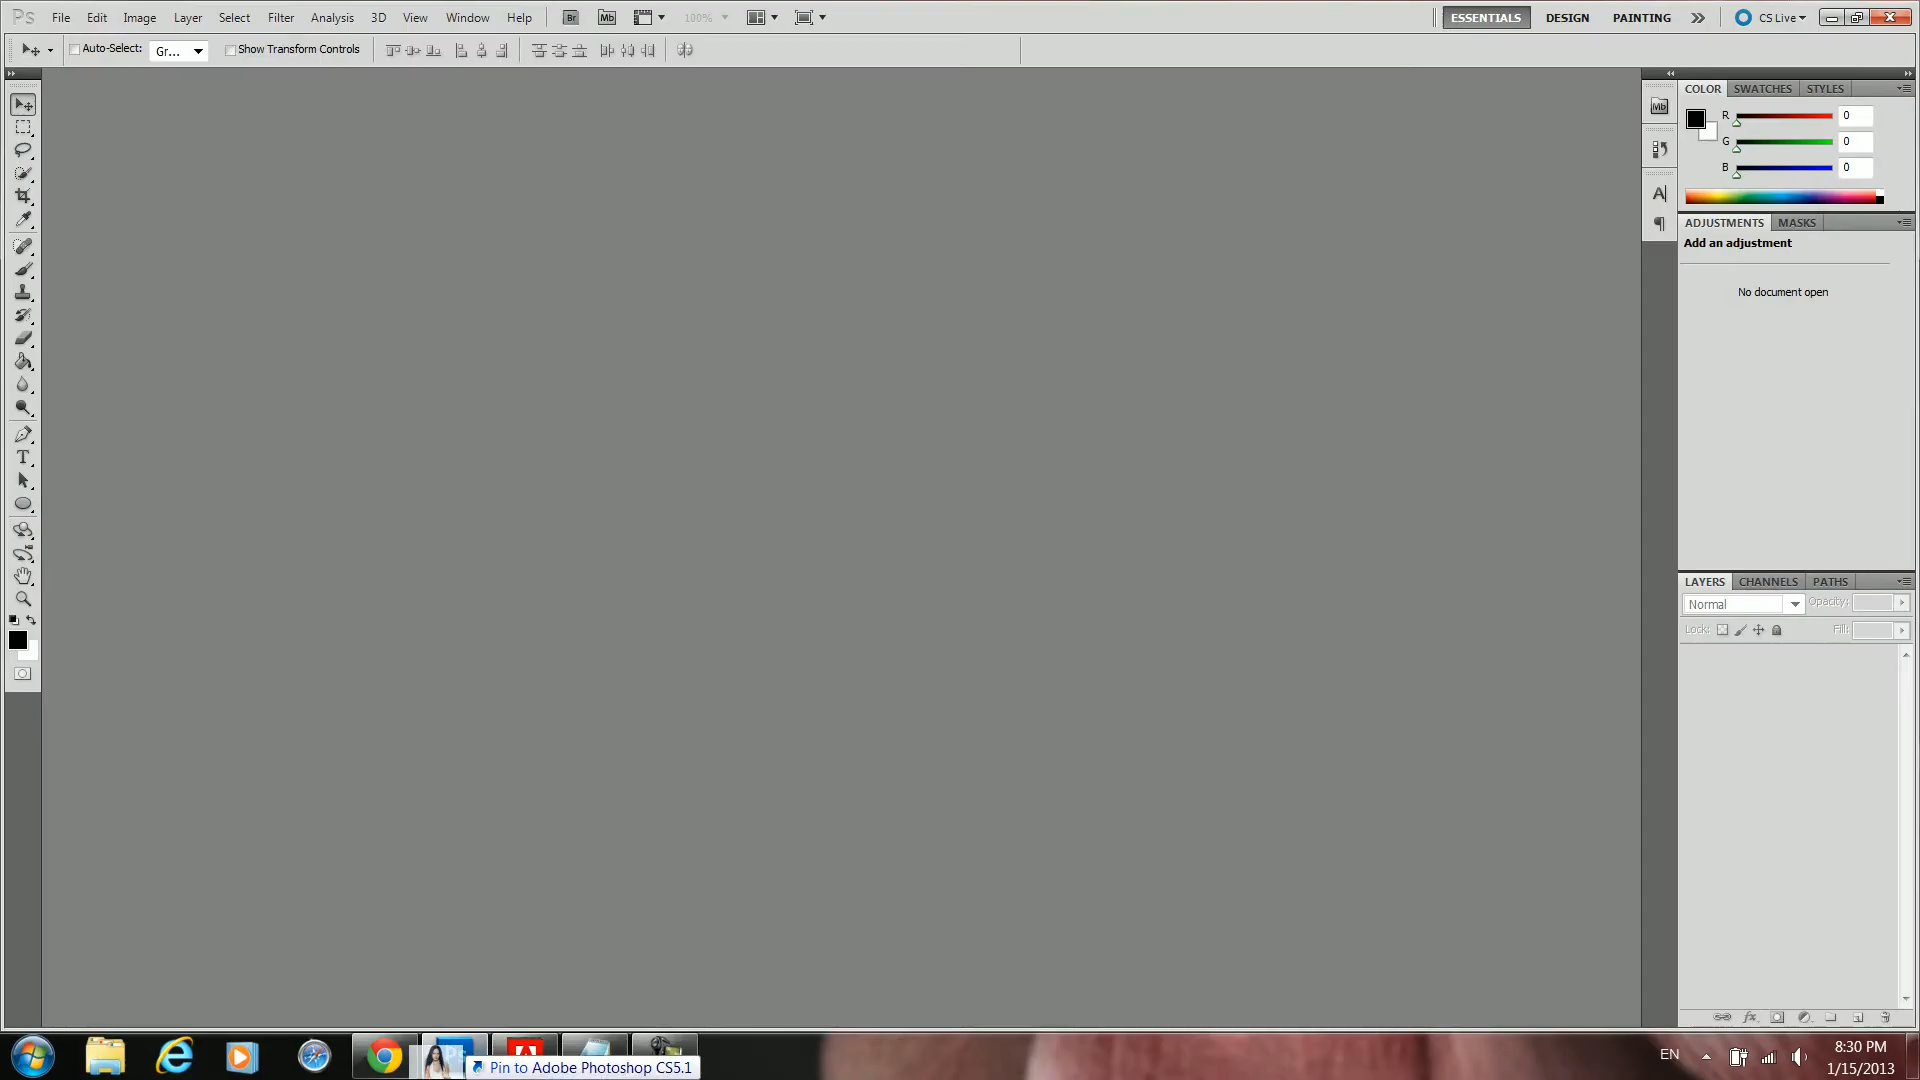 Ps File Edit Image Layer Select Filter Analysis 3D View Window Help Br Mb 100% ESSENTIALS DESIGN PAINTING CS Live
Auto-Select: Gr... Show Transform Controls
COLOR SWATCHES STYLES
Mb
R 0
G 0
B 0
A
ADJUSTMENTS MASKS
Add an adjustment
No document open
T
LAYERS CHANNELS PATHS
Normal Opacity:
Lock: Fill:
fx
Pin to Adobe Photoshop CS5.1
EN
8:30 PM
1/15/2013